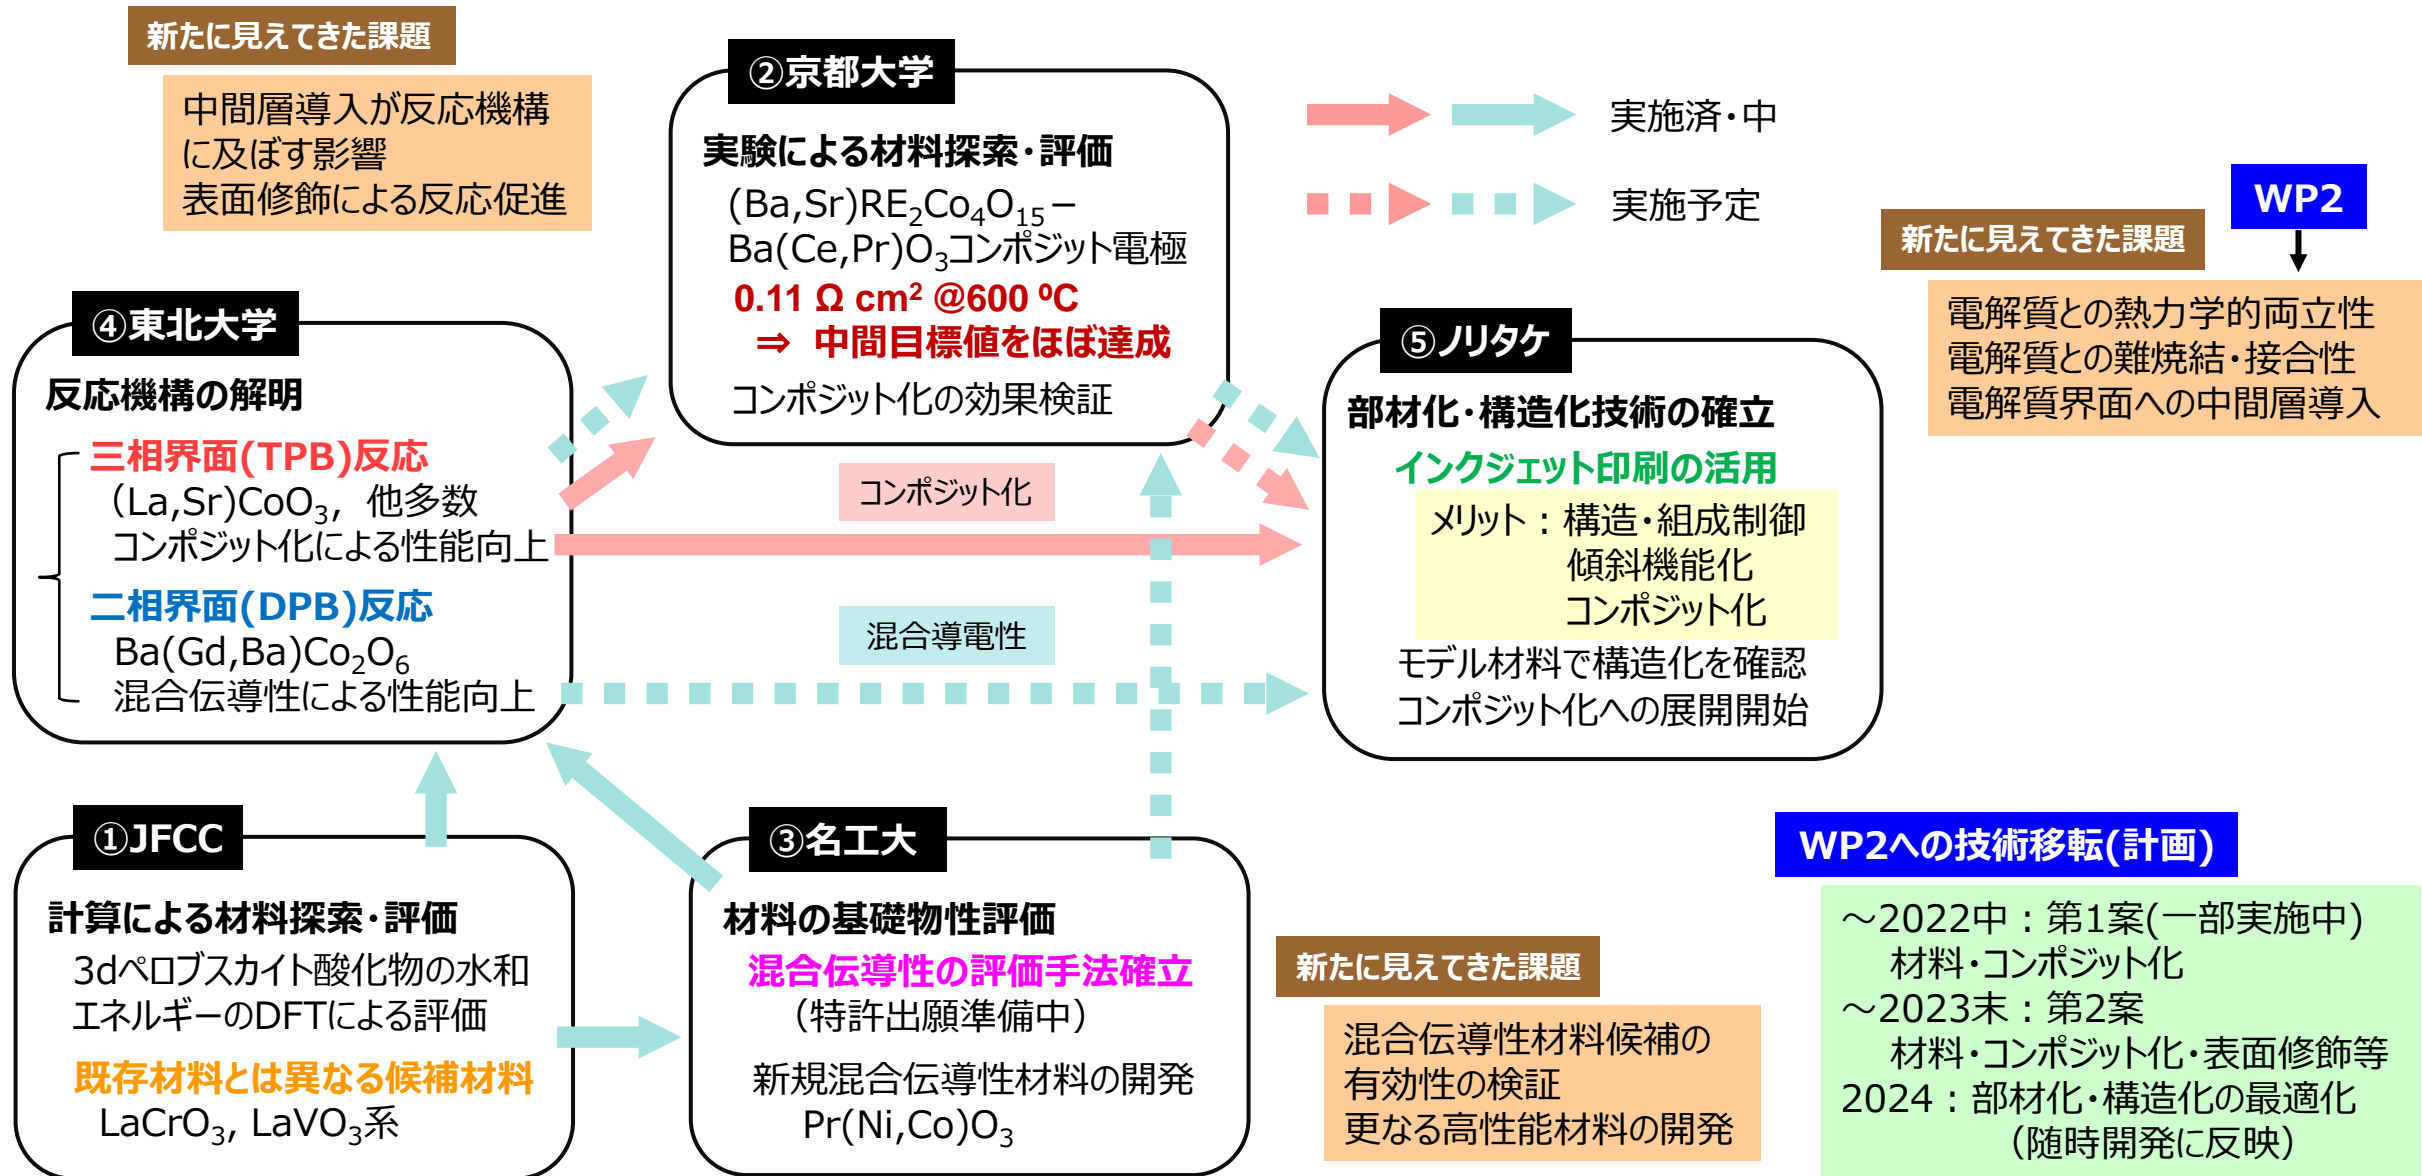 新たに見えてきた課題
中間層導入が反応機構
に及ぼす影響
表面修飾による反応促進
②京都大学
実験による材料探索・評価
(Ba,Sr)RE₂Co₄O₁₅－
Ba(Ce,Pr)O₃コンポジット電極
0.11 Ω cm² @600 ºC
⇒ 中間目標値をほぼ達成
コンポジット化の効果検証
実施済・中
実施予定
WP2
新たに見えてきた課題
電解質との熱力学的両立性
電解質との難焼結・接合性
電解質界面への中間層導入
④東北大学
反応機構の解明
三相界面(TPB)反応
(La,Sr)CoO₃, 他多数
コンポジット化による性能向上
二相界面(DPB)反応
Ba(Gd,Ba)Co₂O₆
混合伝導性による性能向上
コンポジット化
混合導電性
⑤ノリタケ
部材化・構造化技術の確立
インクジェット印刷の活用
メリット：構造・組成制御
傾斜機能化
コンポジット化
モデル材料で構造化を確認
コンポジット化への展開開始
①JFCC
計算による材料探索・評価
3dペロブスカイト酸化物の水和
エネルギーのDFTによる評価
既存材料とは異なる候補材料
LaCrO₃, LaVO₃系
③名工大
材料の基礎物性評価
混合伝導性の評価手法確立
（特許出願準備中）
新規混合伝導性材料の開発
Pr(Ni,Co)O₃
新たに見えてきた課題
混合伝導性材料候補の
有効性の検証
更なる高性能材料の開発
WP2への技術移転(計画)
～2022中：第1案(一部実施中)
材料・コンポジット化
～2023末：第2案
材料・コンポジット化・表面修飾等
2024：部材化・構造化の最適化
（随時開発に反映）